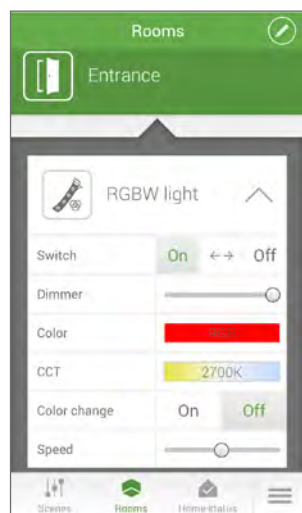 Rooms
Entrance
RGBW light
Switch On ←→ Off
Dimmer
Color RGB
CCT 2700K
Color change On Off
Speed
Scenes Rooms Home status